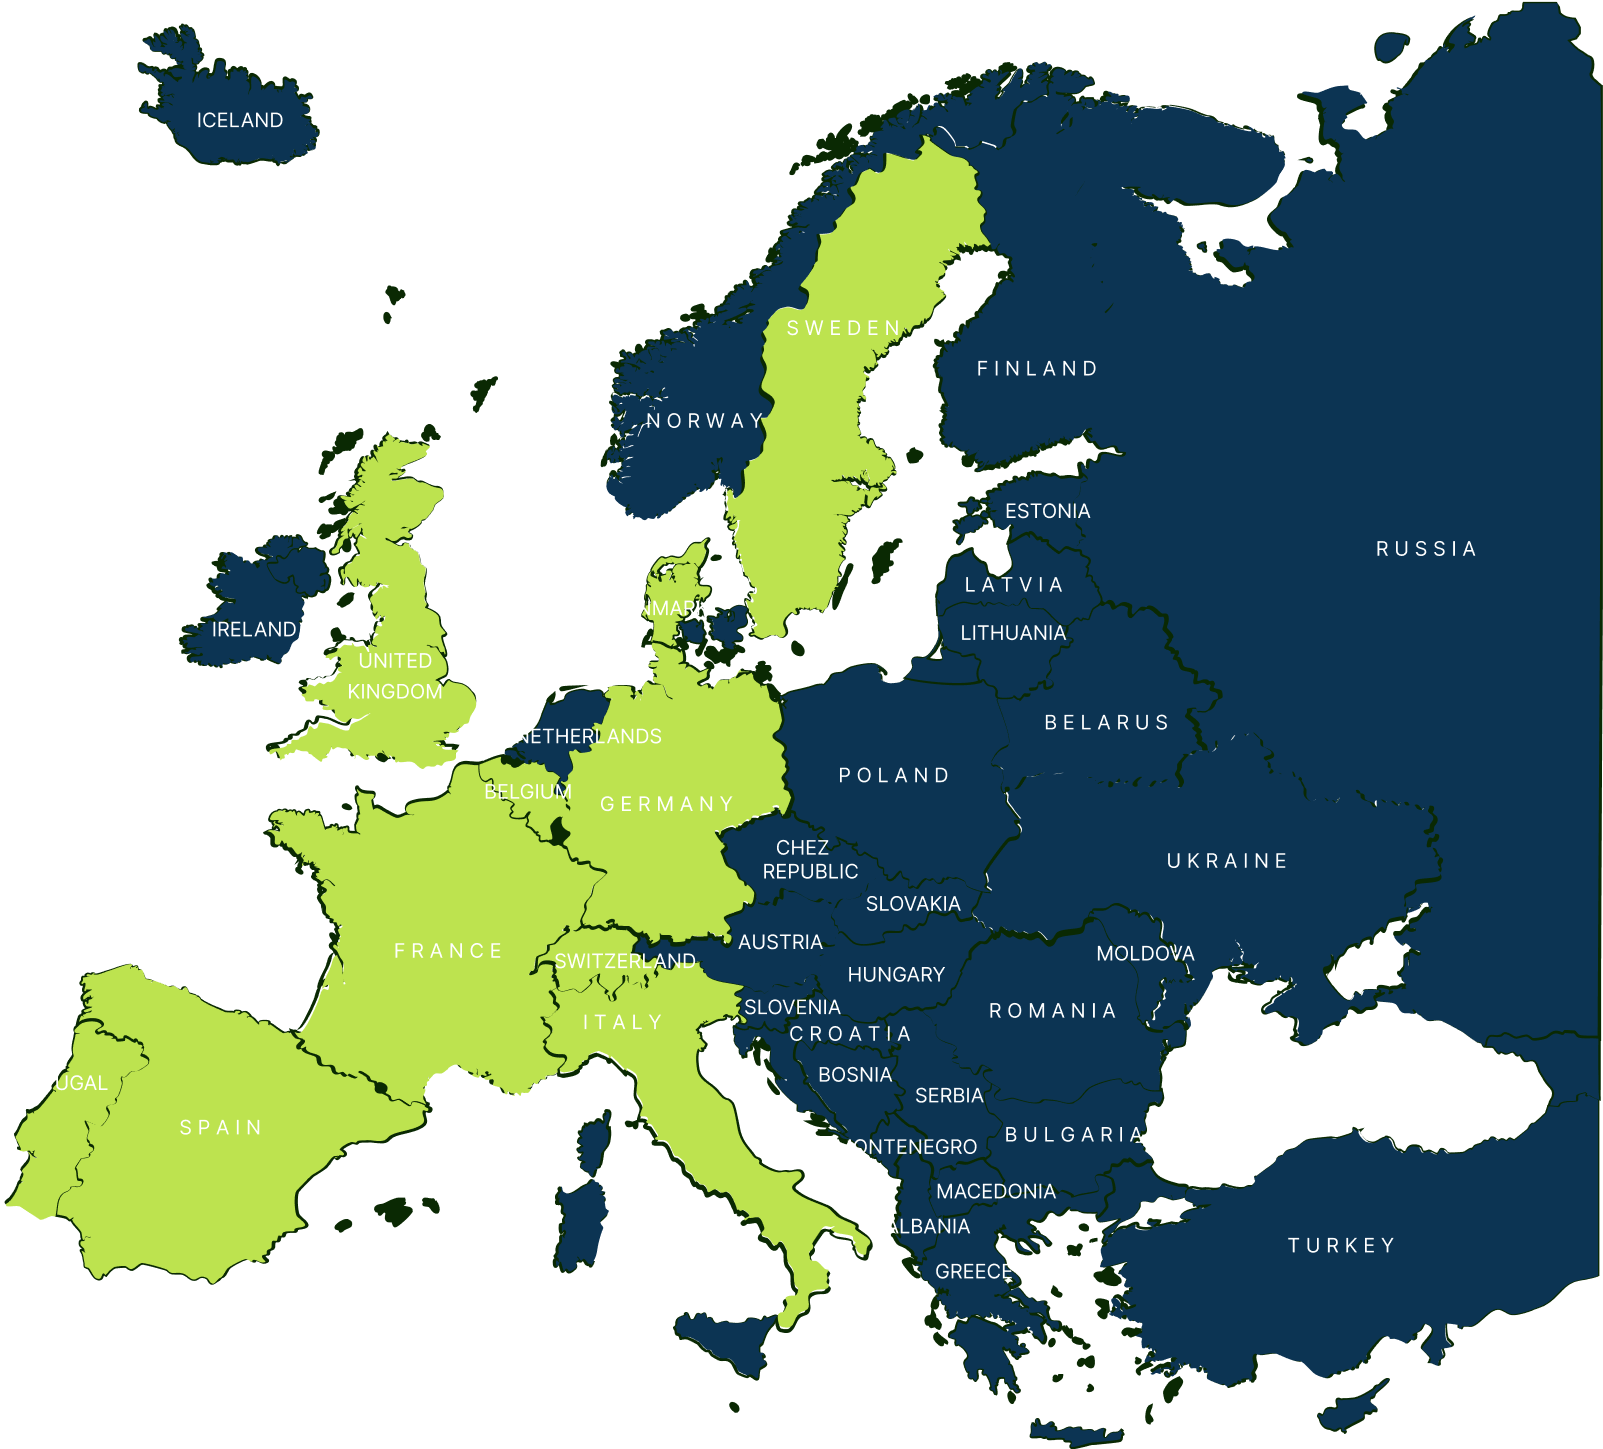 ICELAND
SWEDEN
FINLAND
NORWAY
ESTONIA
RUSSIA
LATVIA
NMARK
IRELAND
LITHUANIA
UNITED
KINGDOM
BELARUS
NETHERLANDS
POLAND
BELGIUM
GERMANY
CHEZ
REPUBLIC
UKRAINE
SLOVAKIA
AUSTRIA
FRANCE
MOLDOVA
SWITZERLAND
HUNGARY
SLOVENIA
ROMANIA
ITALY
CROATIA
BOSNIA
UGAL
SERBIA
SPAIN
BULGARIA
ONTENEGRO
MACEDONIA
ALBANIA
TURKEY
GREECE